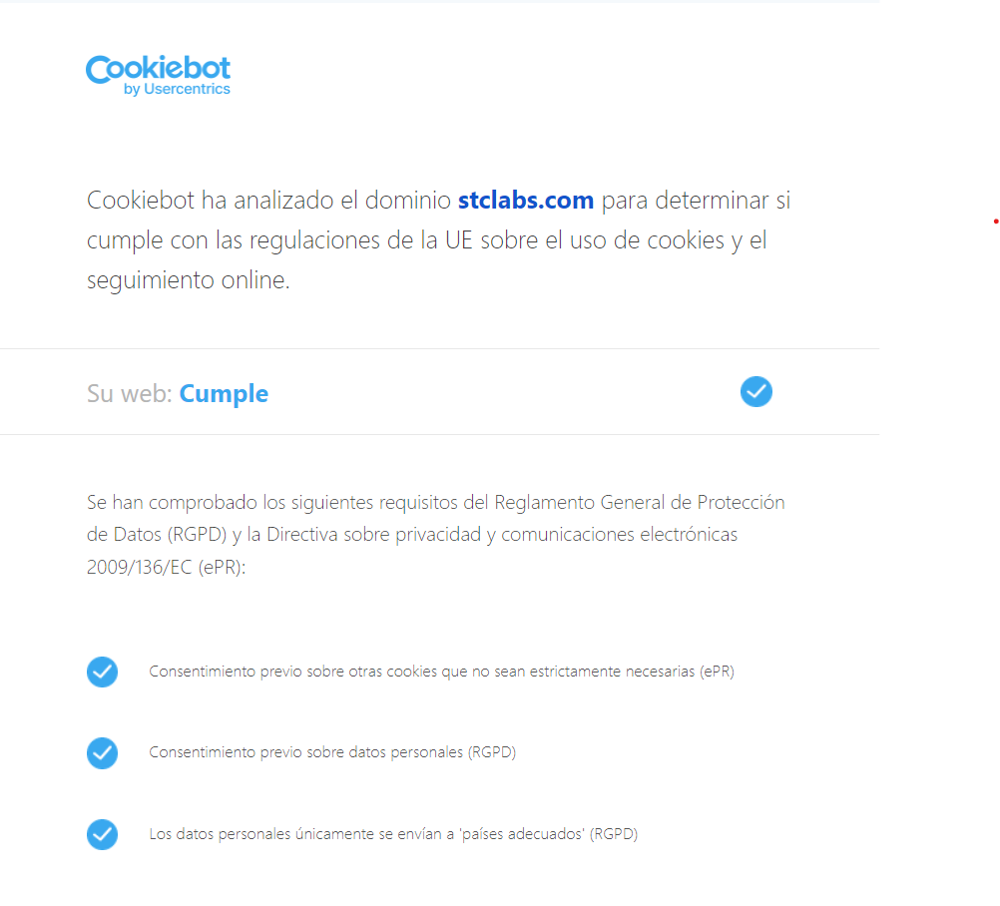 Cookiebot
by Usercentrics
Cookiebot ha analizado el dominio stclabs.com para determinar si
cumple con las regulaciones de la UE sobre el uso de cookies y el
seguimiento online.
Su web: Cumple
Se han comprobado los siguientes requisitos del Reglamento General de Protección
de Datos (RGPD) y la Directiva sobre privacidad y comunicaciones electrónicas
2009/136/EC (ePR):
Consentimiento previo sobre otras cookies que no sean estrictamente necesarias (ePR)
Consentimiento previo sobre datos personales (RGPD)
Los datos personales únicamente se envían a 'países adecuados' (RGPD)